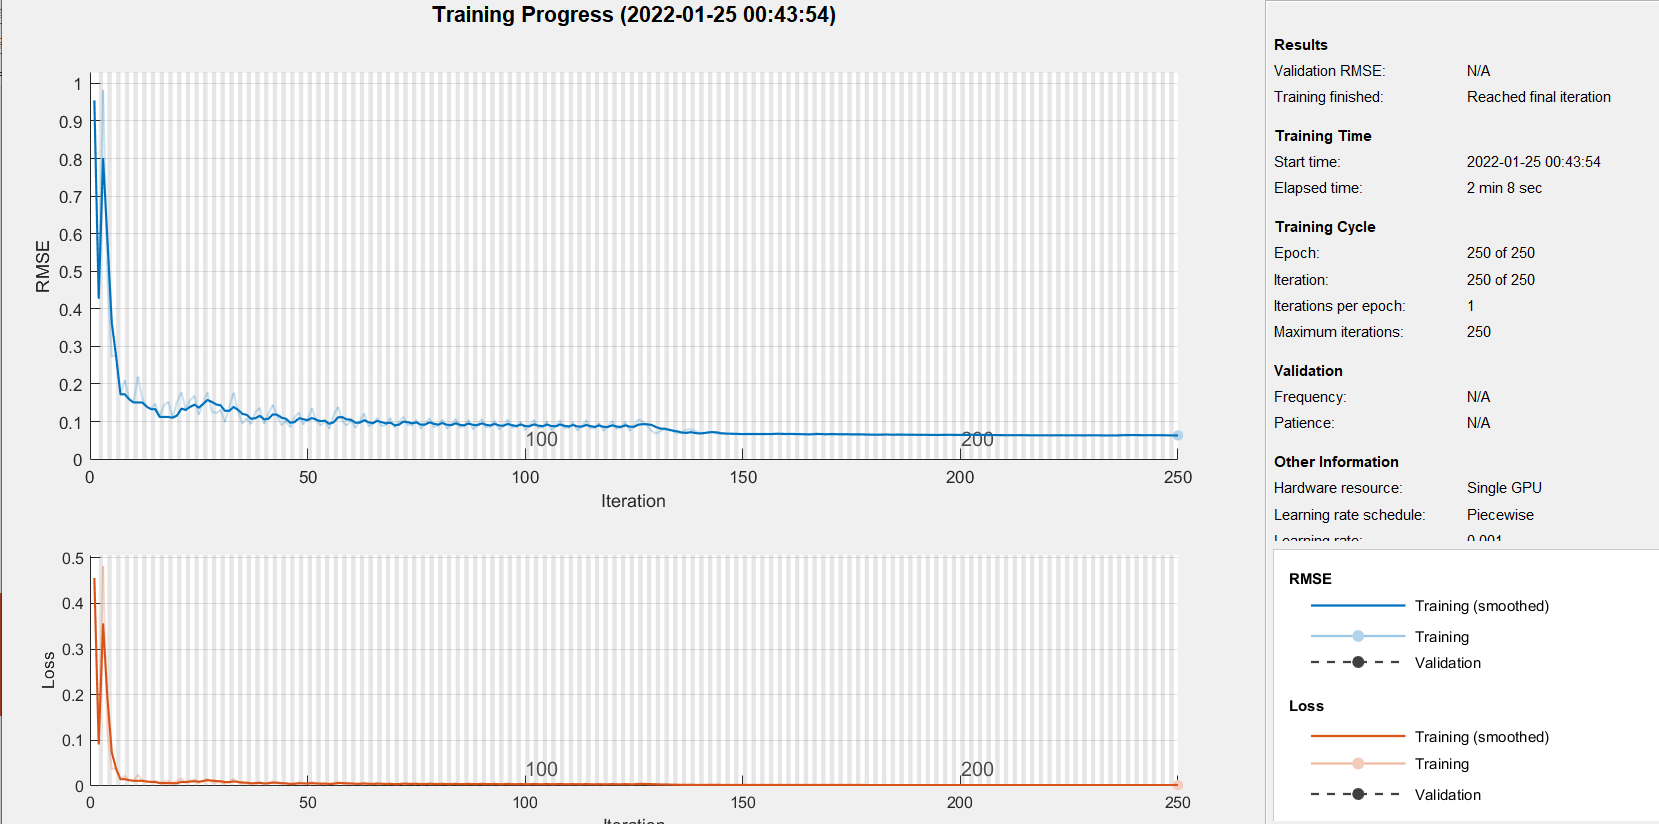 Training Progress (2022-01-25 00:43:54)
1
0.9
0.8
0.7
0.6
0.5
0.4
0.3
0.2
0.1
0
RMSE
100
200
0 50 100 150 200 250
Iteration
0.5
0.4
0.3
0.2
0.1
0
Loss
100
200
0 50 100 150 200 250
Iteration
Results
Validation RMSE: N/A
Training finished: Reached final iteration
Training Time
Start time: 2022-01-25 00:43:54
Elapsed time: 2 min 8 sec
Training Cycle
Epoch: 250 of 250
Iteration: 250 of 250
Iterations per epoch: 1
Maximum iterations: 250
Validation
Frequency: N/A
Patience: N/A
Other Information
Hardware resource: Single GPU
Learning rate schedule: Piecewise
Learning rate: 0.001
RMSE
Training (smoothed)
Training
Validation
Loss
Training (smoothed)
Training
Validation